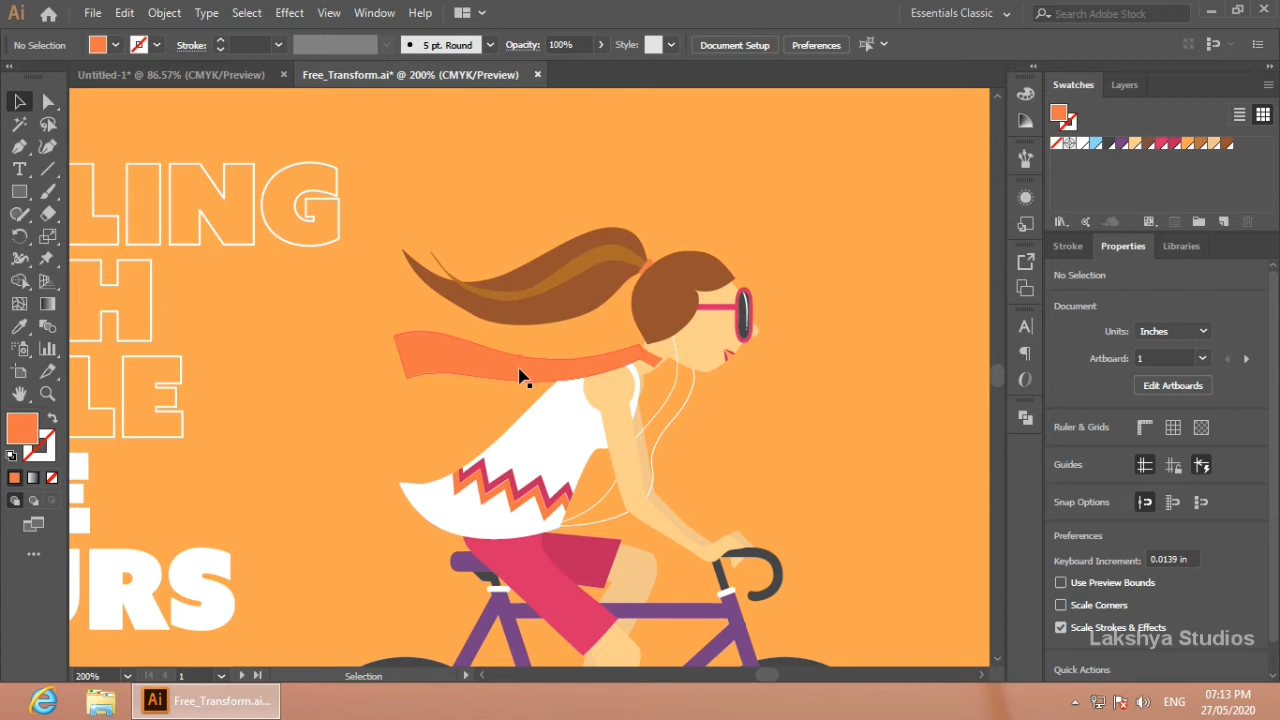 Ai File Edit Object Type Select Effect View Window Help Essentials Classic Search Adobe Stock
No Selection Stroke: 5 pt. Round Opacity: 100% Style: Document Setup Preferences
Untitled-1* @ 86.57% (CMYK/Preview) × Free_Transform.ai* @ 200% (CMYK/Preview) ×
Swatches Layers
LING
H
LE
E
URS
Stroke Properties Libraries
No Selection
Document
Units: Inches
Artboard: 1
Edit Artboards
Ruler & Grids
Guides
Snap Options
Preferences
Keyboard Increment: 0.0139 in
Use Preview Bounds
Scale Corners
Scale Strokes & Effects
Lakshya Studios
Quick Actions
200% 1 Selection
Ai Free_Transform.ai... ENG 07:13 PM
27/05/2020